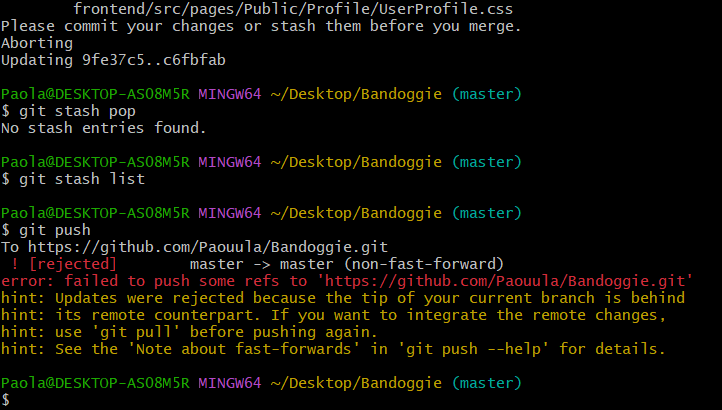 frontend/src/pages/Public/Profile/UserProfile.css
Please commit your changes or stash them before you merge.
Aborting
Updating 9fe37c5..c6fbfab
Paola@DESKTOP-AS08M5R MINGW64 ~/Desktop/Bandoggie (master)
$ git stash pop
No stash entries found.
Paola@DESKTOP-AS08M5R MINGW64 ~/Desktop/Bandoggie (master)
$ git stash list
Paola@DESKTOP-AS08M5R MINGW64 ~/Desktop/Bandoggie (master)
$ git push
To https://github.com/Paouula/Bandoggie.git
! [rejected]        master -> master (non-fast-forward)
error: failed to push some refs to 'https://github.com/Paouula/Bandoggie.git'
hint: Updates were rejected because the tip of your current branch is behind
hint: its remote counterpart. If you want to integrate the remote changes,
hint: use 'git pull' before pushing again.
hint: See the 'Note about fast-forwards' in 'git push --help' for details.
Paola@DESKTOP-AS08M5R MINGW64 ~/Desktop/Bandoggie (master)
$